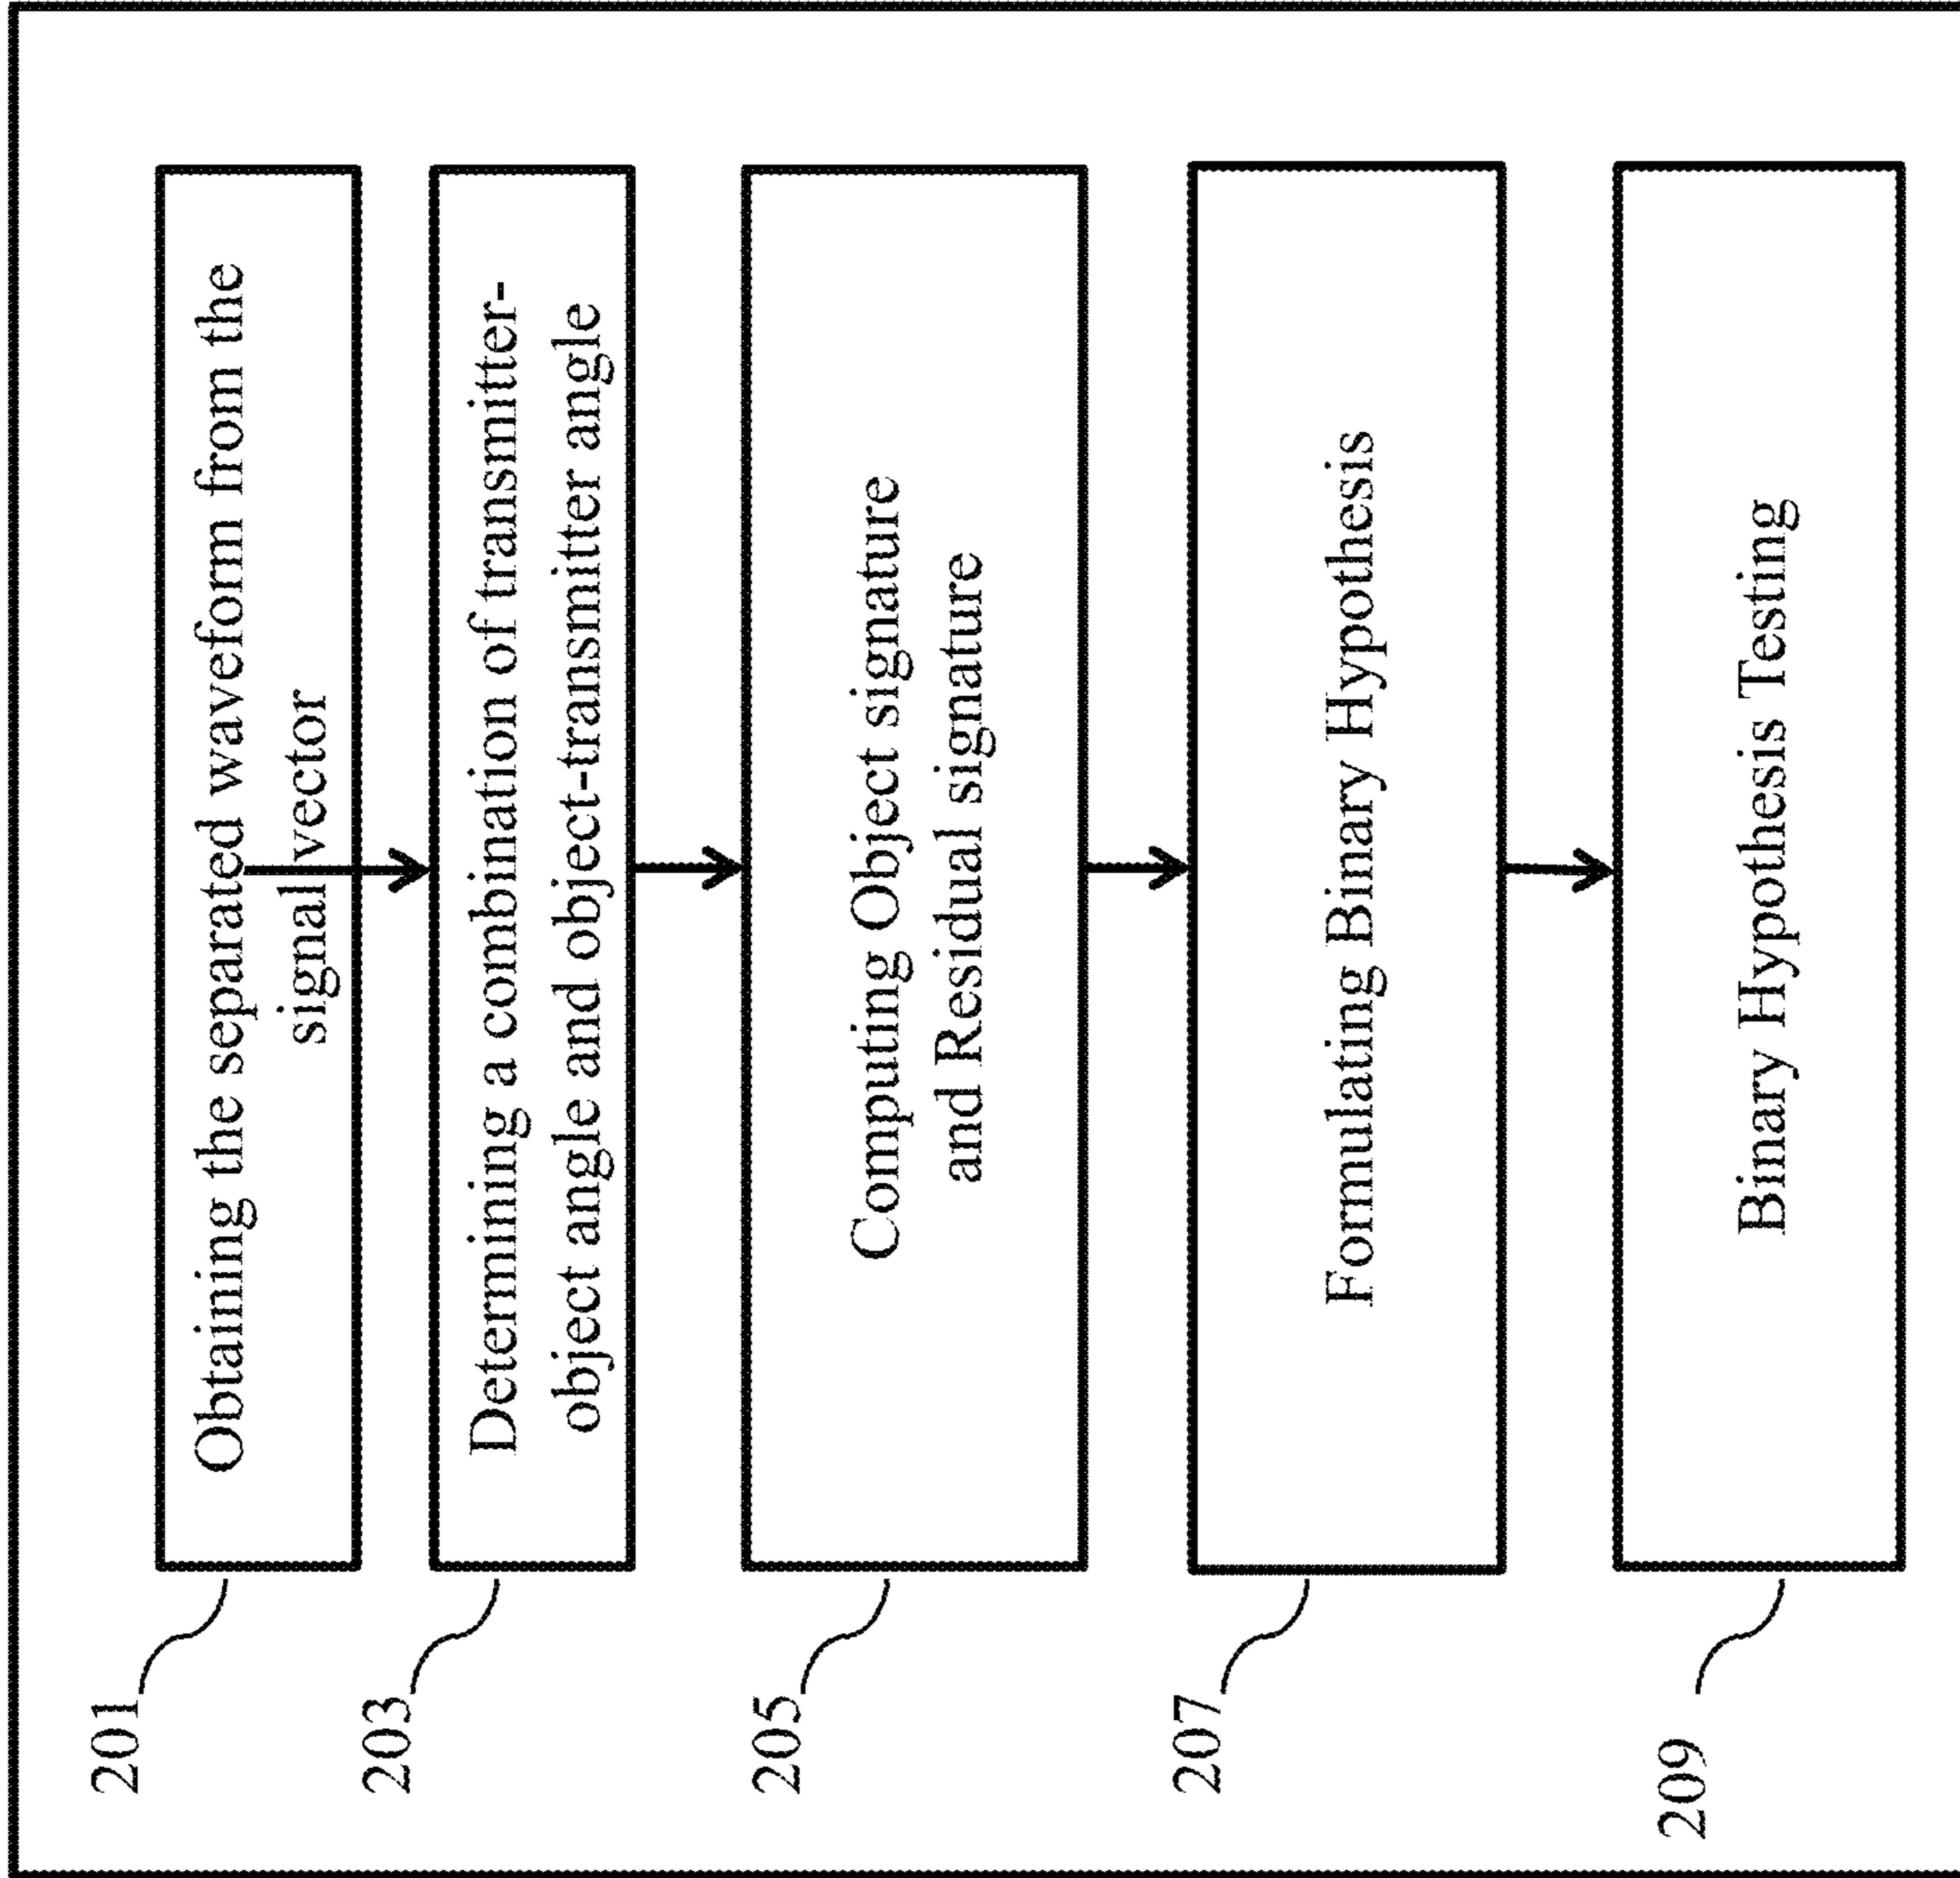 201
Obtaining the separated waveform from the
signal vector
203
Determining a combination of transmitter-
object angle and object-transmitter angle
205
Computing Object signature
and Residual signature
207
Formulating Binary Hypothesis
209
Binary Hypothesis Testing